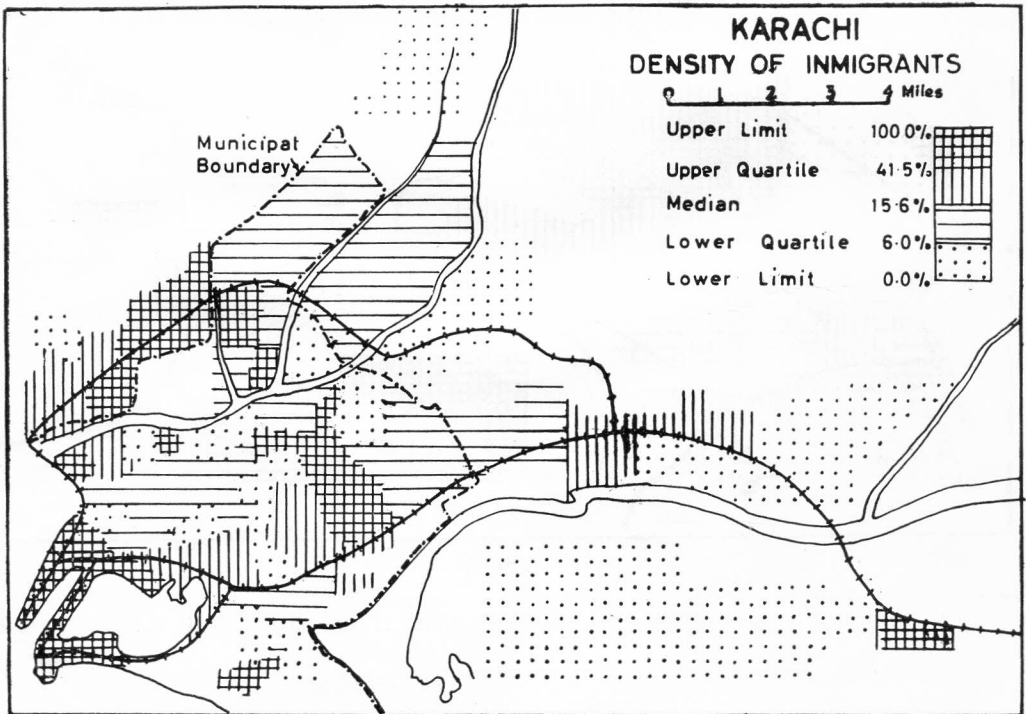 KARACHI
DENSITY OF INMIGRANTS
0 1 2 3 4 Miles
Upper Limit 100 0%
Upper Quartile 41·5%
Median 15·6%
Lower Quartile 6·0%
Lower Limit 0·0%
Municipal
Boundary